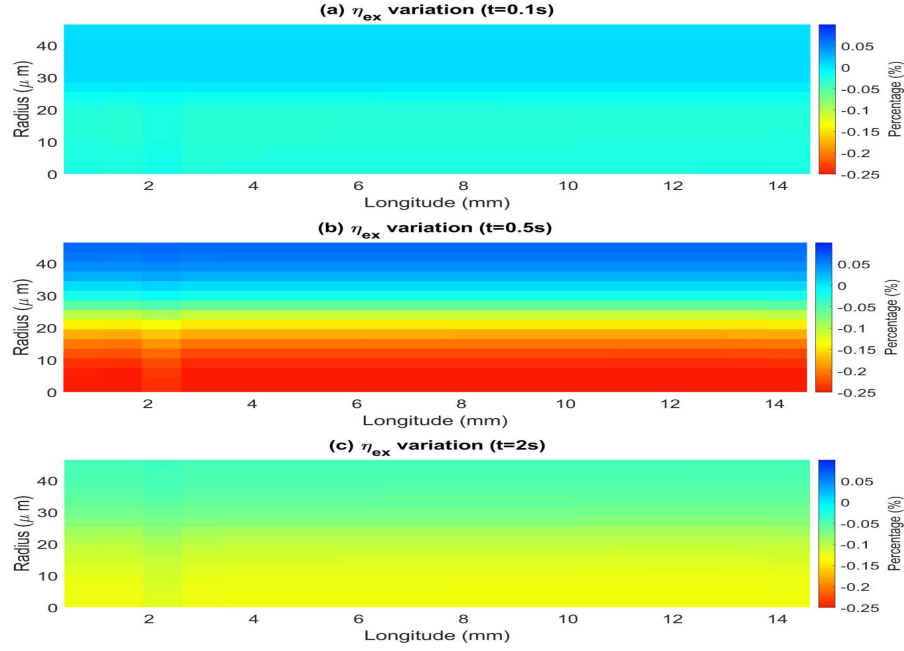 (a) η_ex variation (t=0.1s)
Radius (μ m)
40
30
20
10
0
2 4 6 8 10 12 14
Longitude (mm)
0.05
0
-0.05
-0.1
-0.15
-0.2
-0.25
Percentage (%)
(b) η_ex variation (t=0.5s)
Radius (μ m)
40
30
20
10
0
2 4 6 8 10 12 14
Longitude (mm)
0.05
0
-0.05
-0.1
-0.15
-0.2
-0.25
Percentage (%)
(c) η_ex variation (t=2s)
Radius (μ m)
40
30
20
10
0
2 4 6 8 10 12 14
Longitude (mm)
0.05
0
-0.05
-0.1
-0.15
-0.2
-0.25
Percentage (%)